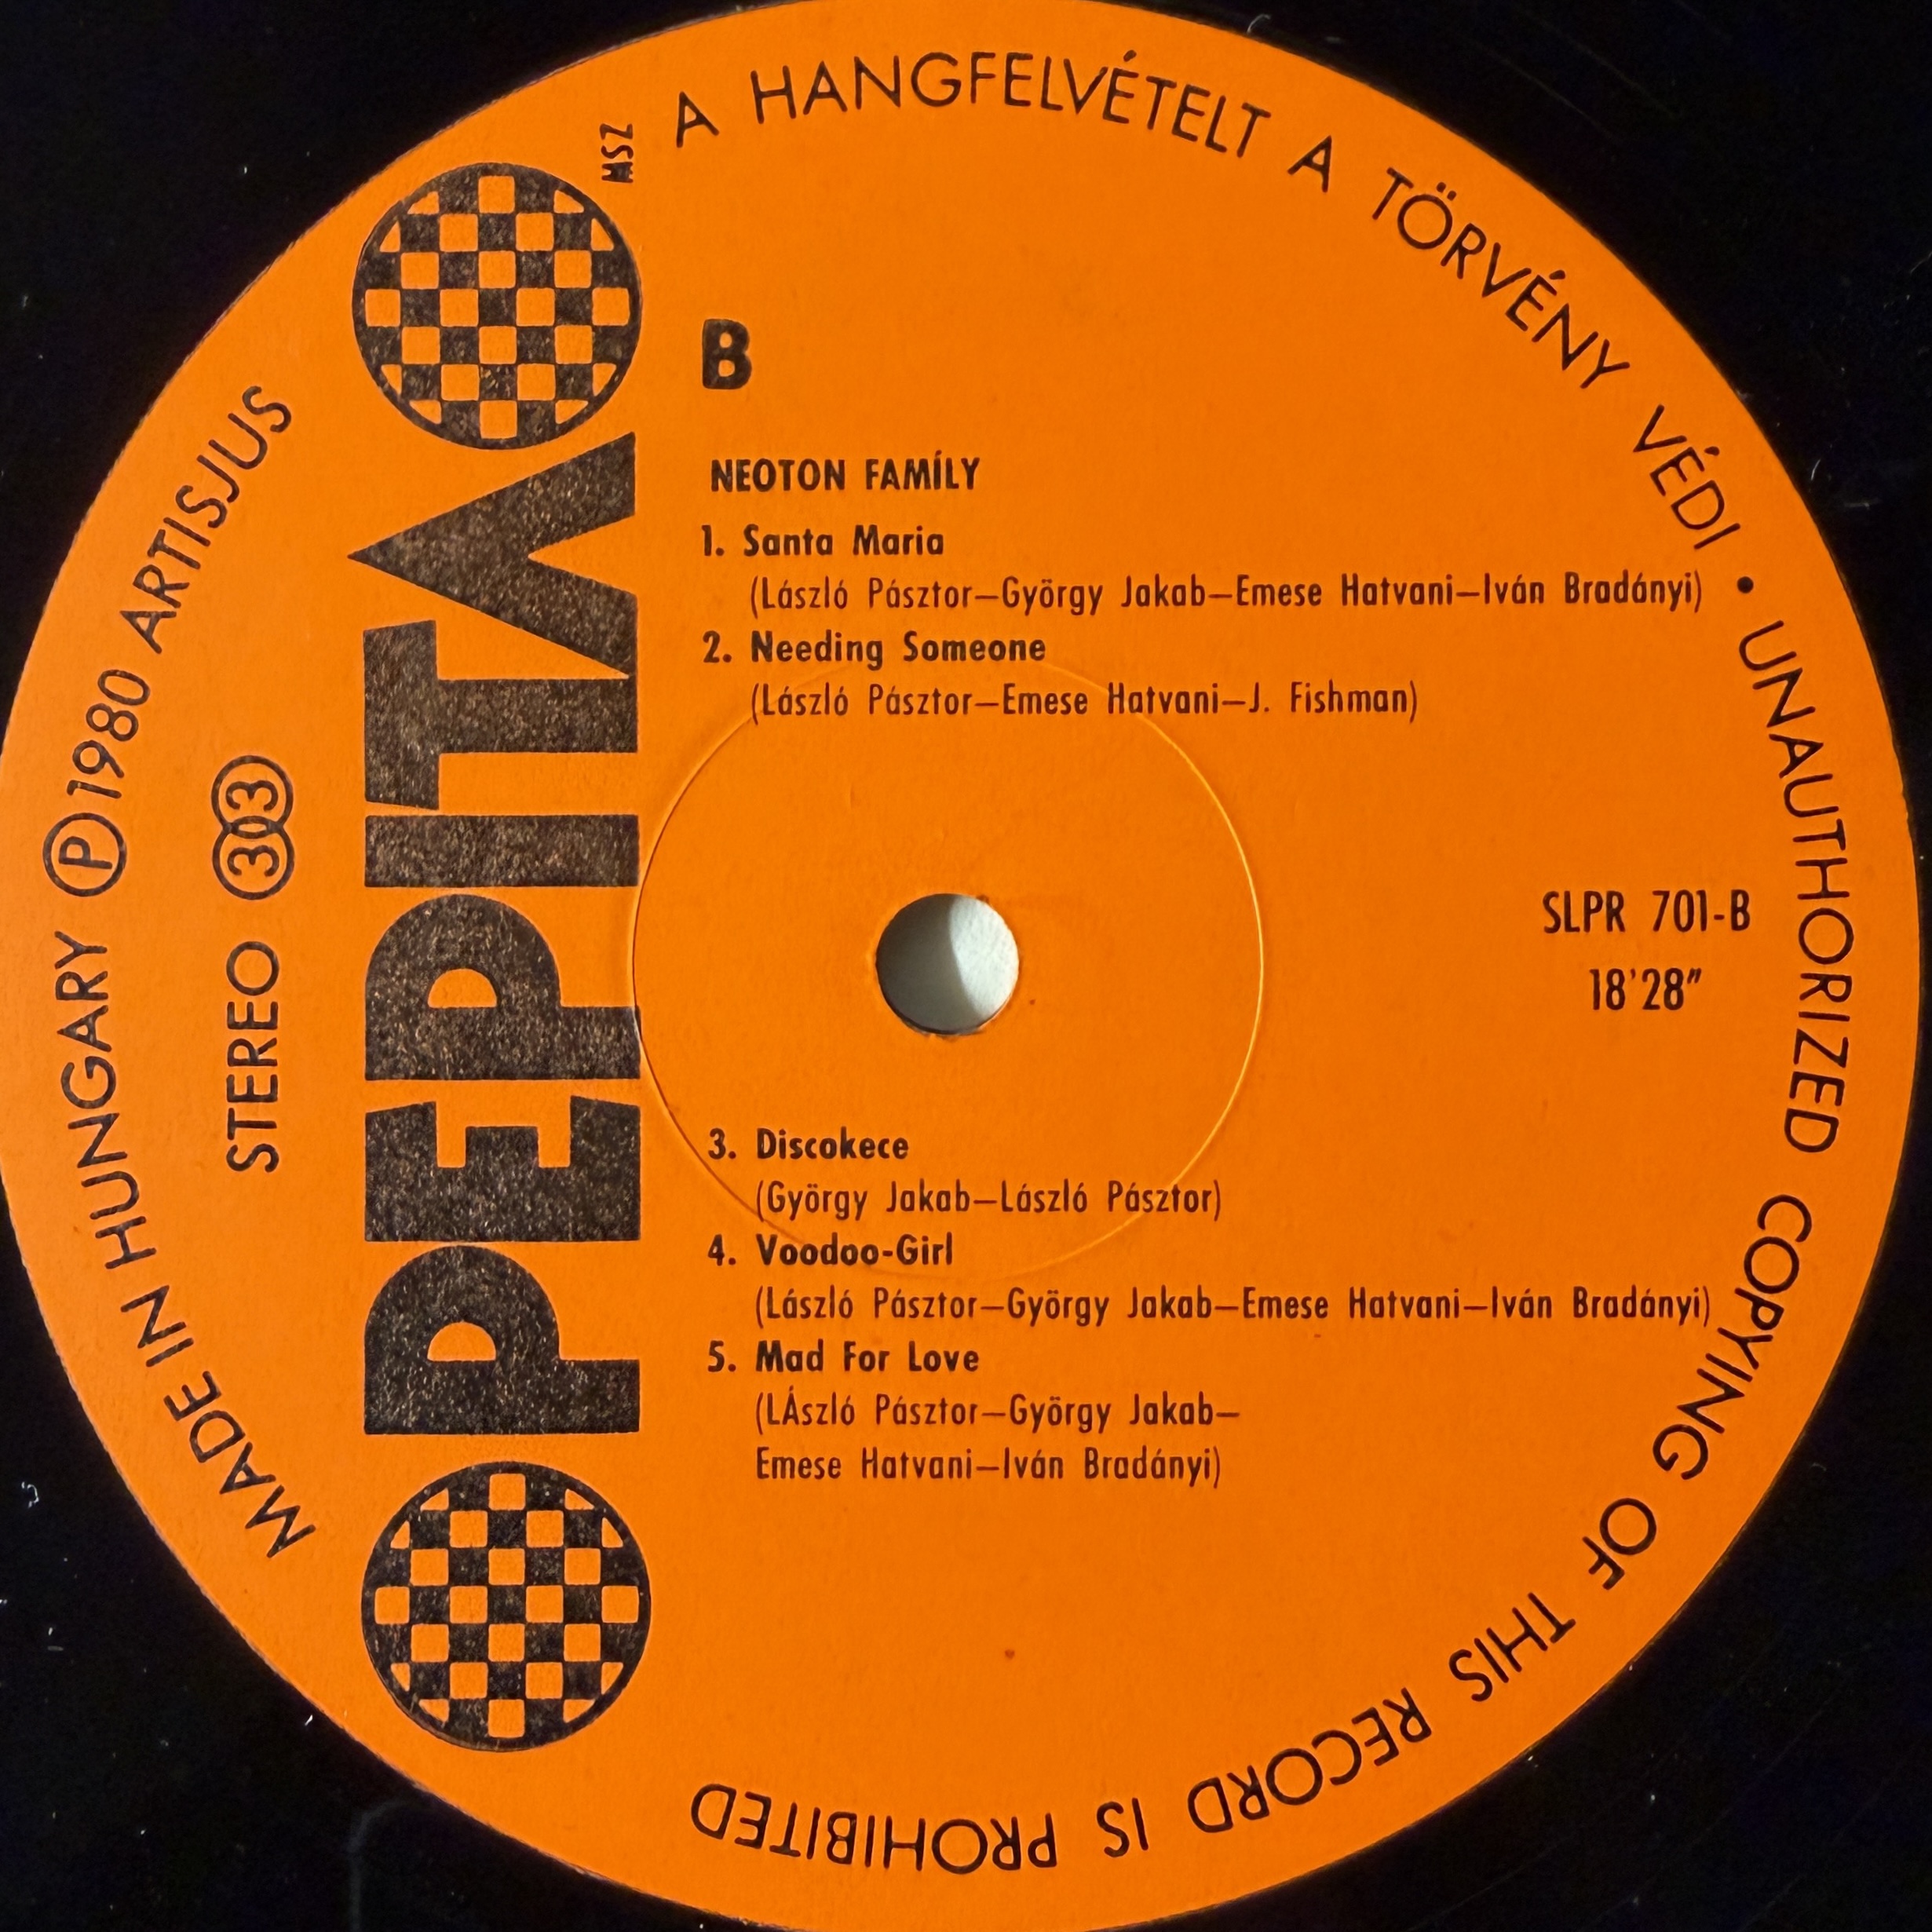 A HANGFELVÉTELT A TÖRVÉNY VÉDI • UNAUTHORIZED COPYING OF THIS RECORD IS PROHIBITED
MADE IN HUNGARY Ⓟ 1980 ARTISJUS
STEREO 33
PEPITA
MSZ
B
NEOTON FAMÍLY
1. Santa Maria
(László Pásztor—György Jakab—Emese Hatvani—Iván Bradányi)
2. Needing Someone
(László Pásztor—Emese Hatvani—J. Fishman)
SLPR 701-B
18'28"
3. Discokece
(György Jakab—László Pásztor)
4. Voodoo-Girl
(László Pásztor—György Jakab—Emese Hatvani—Iván Bradányi)
5. Mad For Love
(LÁszló Pásztor—György Jakab—
Emese Hatvani—Iván Bradányi)